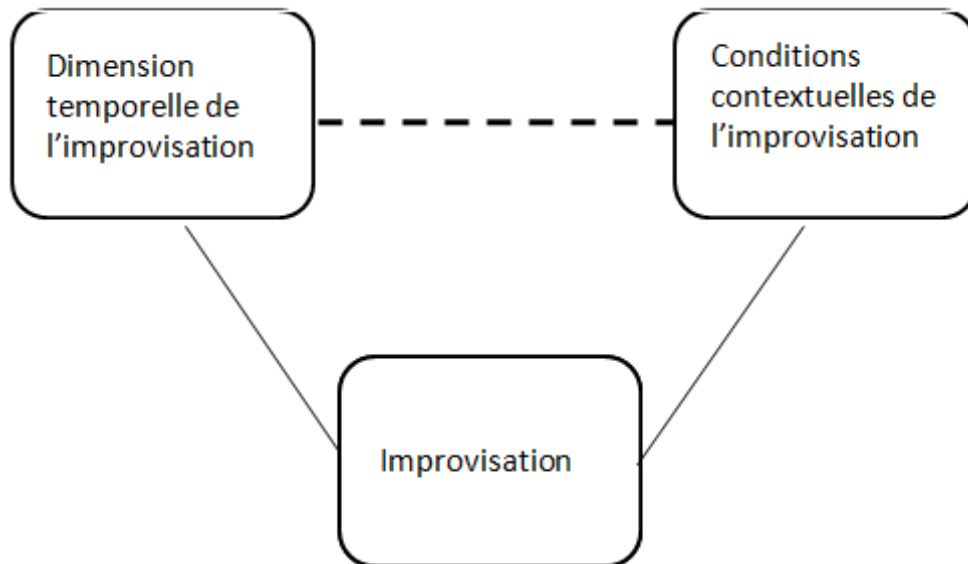 Dimension
temporelle de
l'improvisation
Conditions
contextuelles de
l'improvisation
Improvisation